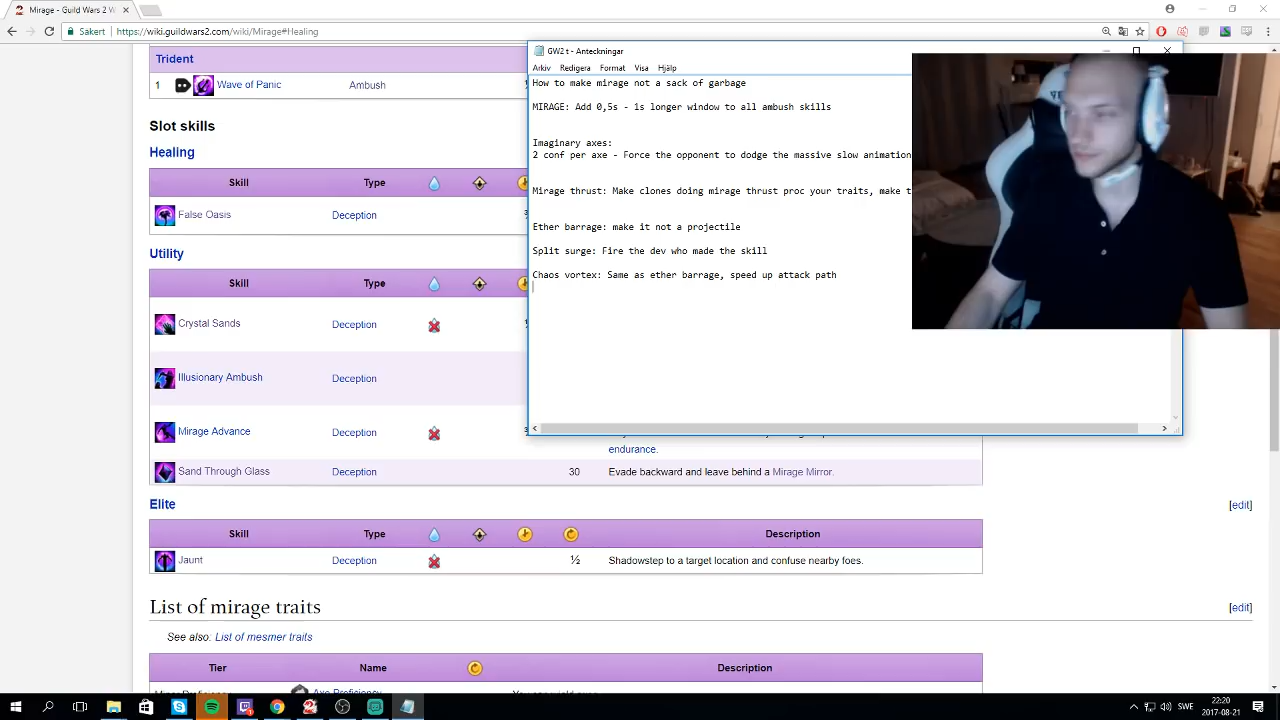 Mirage - Guild Wars 2 W
Säkert
https://wiki.guildwars2.com/wiki/Mirage#Healing
Trident
1 Wave of Panic Ambush
Slot skills
Healing
Skill Type
False Oasis Deception
Utility
Skill Type
Crystal Sands Deception
Illusionary Ambush Deception
Mirage Advance Deception
endurance.
Sand Through Glass Deception 30 Evade backward and leave behind a Mirage Mirror.
Elite [edit]
Skill Type Description
Jaunt Deception ½ Shadowstep to a target location and confuse nearby foes.
List of mirage traits [edit]
See also: List of mesmer traits
Tier Name Description
Axe Proficiency
GW2 t - Anteckningar
Arkiv Redigera Format Visa Hjälp
How to make mirage not a sack of garbage
MIRAGE: Add 0,5s - is longer window to all ambush skills
Imaginary axes:
2 conf per axe - Force the opponent to dodge the massive slow animation
Mirage thrust: Make clones doing mirage thrust proc your traits, make t
Ether barrage: make it not a projectile
Split surge: Fire the dev who made the skill
Chaos vortex: Same as ether barrage, speed up attack path
SWE
22:20
2017-08-21